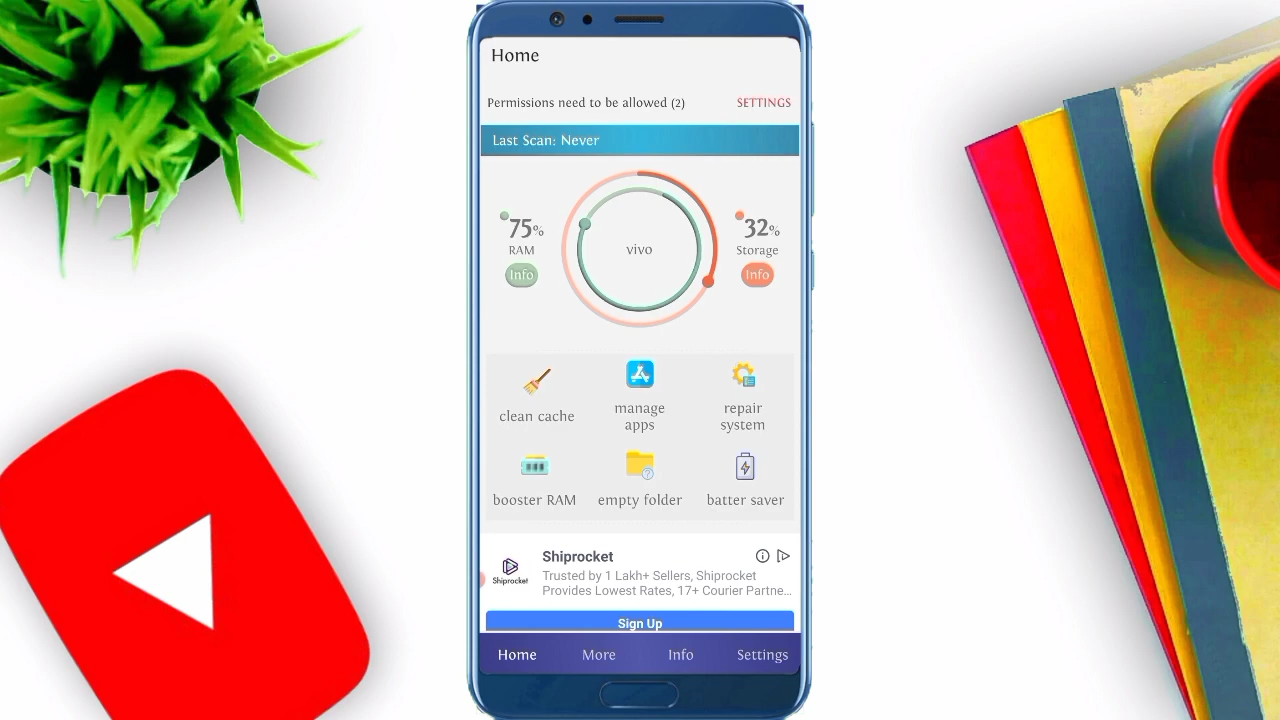 Home
Permissions need to be allowed (2)
SETTINGS
Last Scan: Never
75%
RAM
Info
vivo
32%
Storage
Info
clean cache
manage
apps
repair
system
booster RAM
empty folder
batter saver
Shiprocket
Shiprocket
Trusted by 1 Lakh+ Sellers, Shiprocket
Provides Lowest Rates, 17+ Courier Partne...
Sign Up
Home
More
Info
Settings